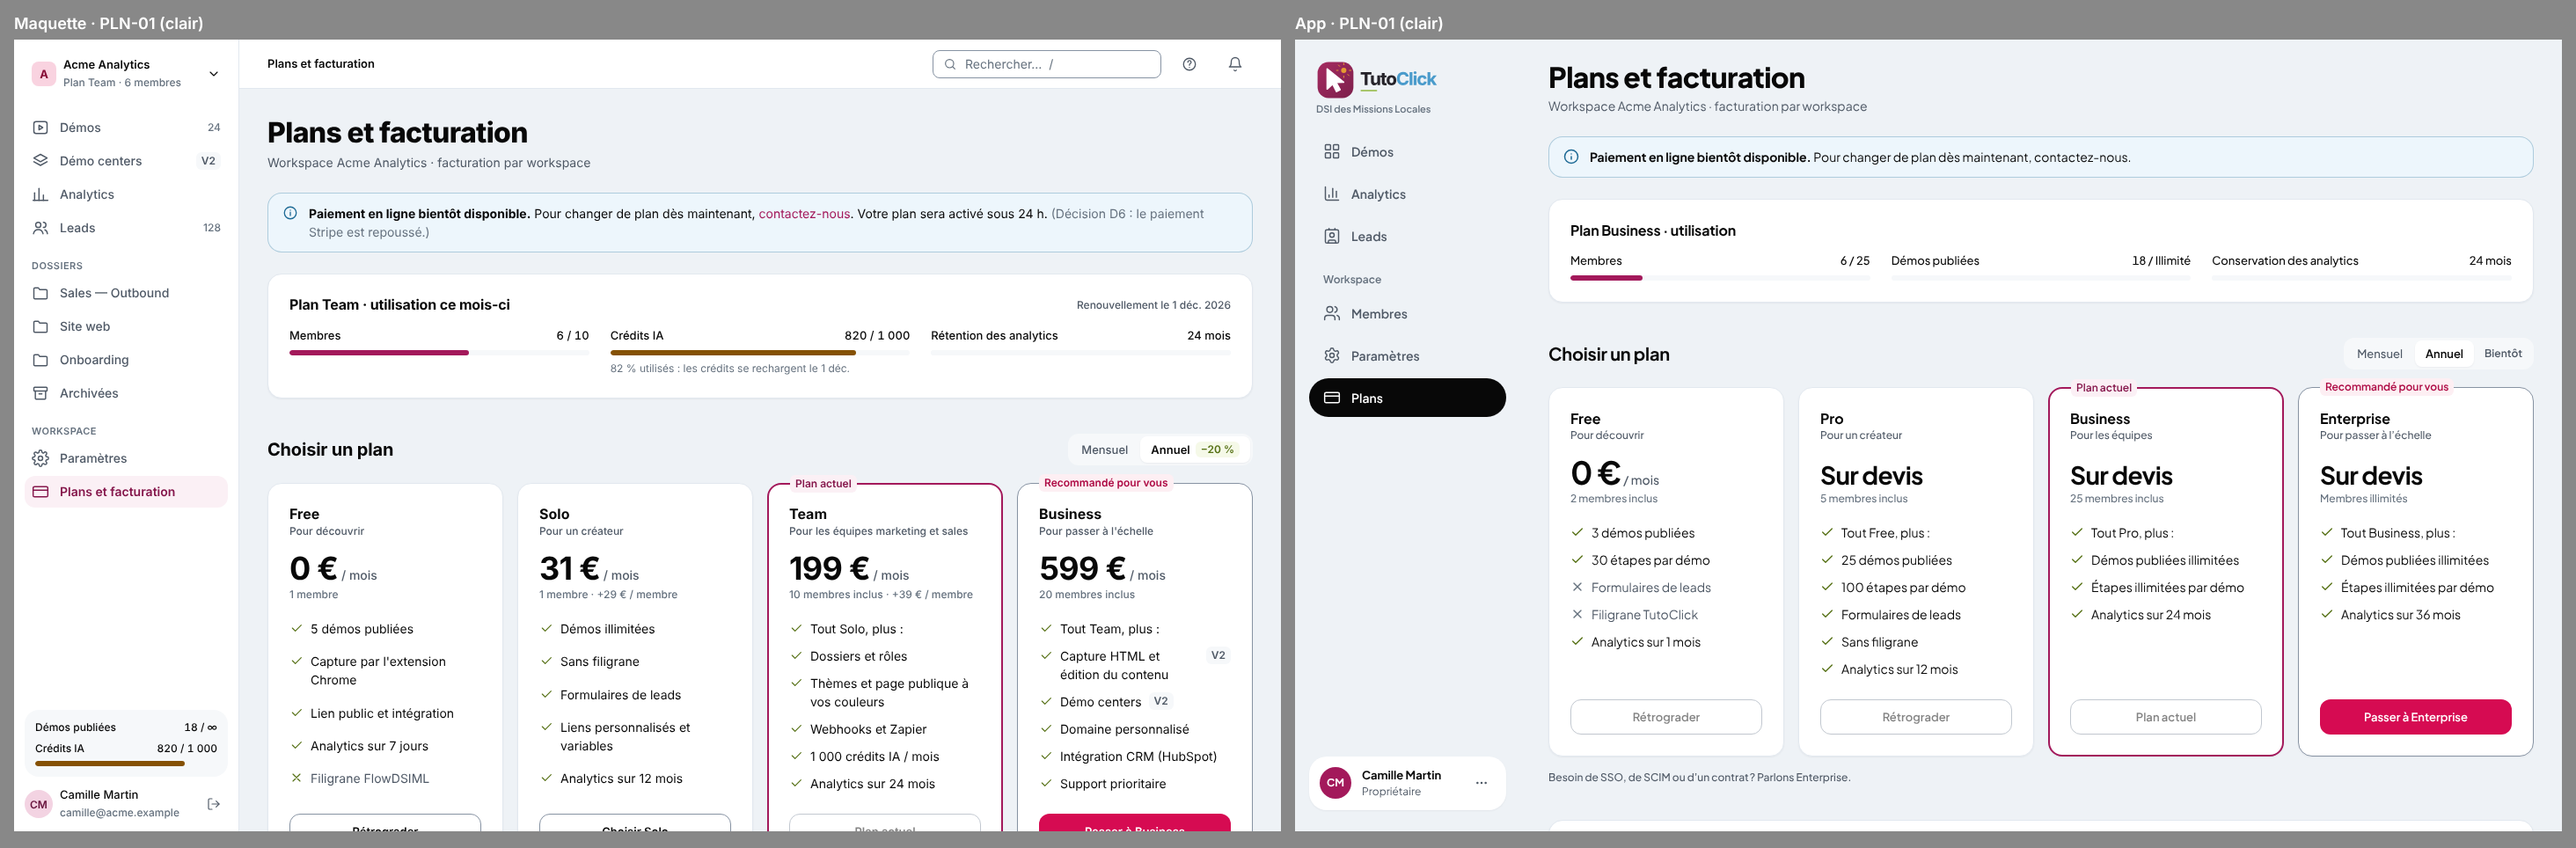 Maquette · PLN-01 (clair)
A
Acme Analytics
Plan Team · 6 membres
Démos 24
Démo centers V2
Analytics
Leads 128
DOSSIERS
Sales — Outbound
Site web
Onboarding
Archivées
WORKSPACE
Paramètres
Plans et facturation
Démos publiées 18 / ∞
Crédits IA 820 / 1 000
CM
Camille Martin
camille@acme.example
Plans et facturation
Rechercher... /
Plans et facturation
Workspace Acme Analytics · facturation par workspace
Paiement en ligne bientôt disponible. Pour changer de plan dès maintenant, contactez-nous. Votre plan sera activé sous 24 h. (Décision D6 : le paiement
Stripe est repoussé.)
Plan Team · utilisation ce mois-ci
Renouvellement le 1 déc. 2026
Membres 6 / 10
Crédits IA 820 / 1 000
82 % utilisés : les crédits se rechargent le 1 déc.
Rétention des analytics 24 mois
Choisir un plan
Mensuel Annuel −20 %
Free
Pour découvrir
0 € / mois
1 membre
5 démos publiées
Capture par l'extension
Chrome
Lien public et intégration
Analytics sur 7 jours
Filigrane FlowDSIML
Rétrograder
Solo
Pour un créateur
31 € / mois
1 membre · +29 € / membre
Démos illimitées
Sans filigrane
Formulaires de leads
Liens personnalisés et
variables
Analytics sur 12 mois
Choisir Solo
Plan actuel
Team
Pour les équipes marketing et sales
199 € / mois
10 membres inclus · +39 € / membre
Tout Solo, plus :
Dossiers et rôles
Thèmes et page publique à
vos couleurs
Webhooks et Zapier
1 000 crédits IA / mois
Analytics sur 24 mois
Plan actuel
Recommandé pour vous
Business
Pour passer à l'échelle
599 € / mois
20 membres inclus
Tout Team, plus :
Capture HTML et
édition du contenu
V2
Démo centers V2
Domaine personnalisé
Intégration CRM (HubSpot)
Support prioritaire
Passer à Business
App · PLN-01 (clair)
TutoClick
DSI des Missions Locales
Démos
Analytics
Leads
Workspace
Membres
Paramètres
Plans
CM
Camille Martin
Propriétaire
Plans et facturation
Workspace Acme Analytics · facturation par workspace
Paiement en ligne bientôt disponible. Pour changer de plan dès maintenant, contactez-nous.
Plan Business · utilisation
Membres 6 / 25
Démos publiées 18 / Illimité
Conservation des analytics 24 mois
Choisir un plan
Mensuel Annuel Bientôt
Free
Pour découvrir
0 € / mois
2 membres inclus
3 démos publiées
30 étapes par démo
Formulaires de leads
Filigrane TutoClick
Analytics sur 1 mois
Rétrograder
Pro
Pour un créateur
Sur devis
5 membres inclus
Tout Free, plus :
25 démos publiées
100 étapes par démo
Formulaires de leads
Sans filigrane
Analytics sur 12 mois
Rétrograder
Plan actuel
Business
Pour les équipes
Sur devis
25 membres inclus
Tout Pro, plus :
Démos publiées illimitées
Étapes illimitées par démo
Analytics sur 24 mois
Plan actuel
Recommandé pour vous
Enterprise
Pour passer à l'échelle
Sur devis
Membres illimités
Tout Business, plus :
Démos publiées illimitées
Étapes illimitées par démo
Analytics sur 36 mois
Passer à Enterprise
Besoin de SSO, de SCIM ou d'un contrat ? Parlons Enterprise.